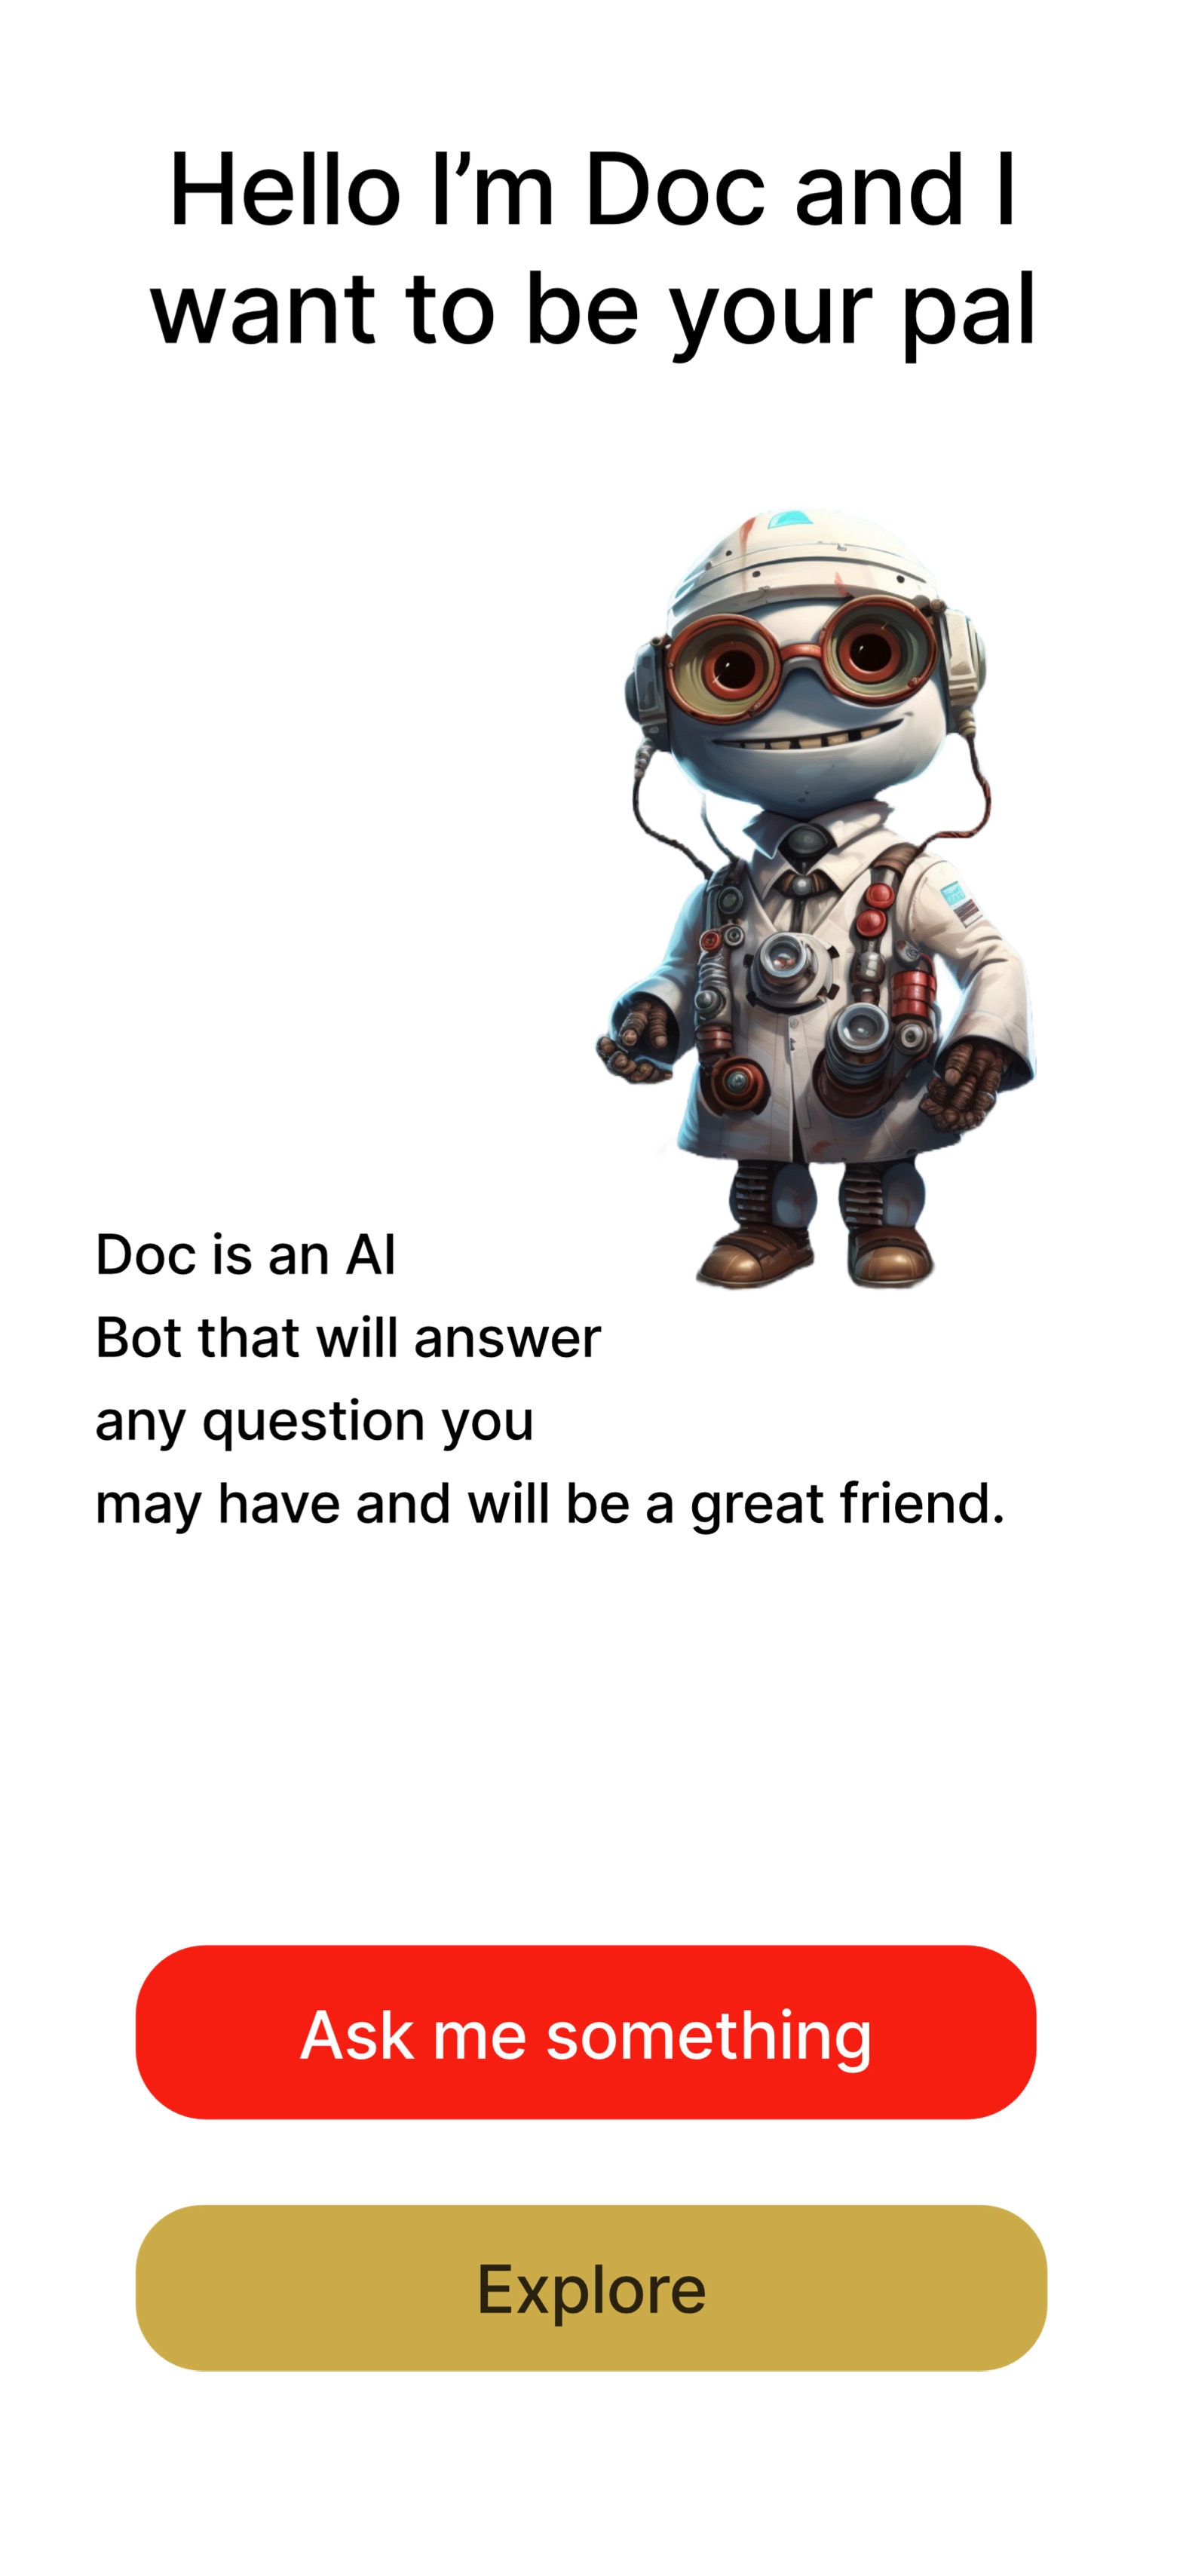 Hello I’m Doc and I
want to be your pal
Doc is an AI
Bot that will answer
any question you
may have and will be a great friend.
Ask me something
Explore